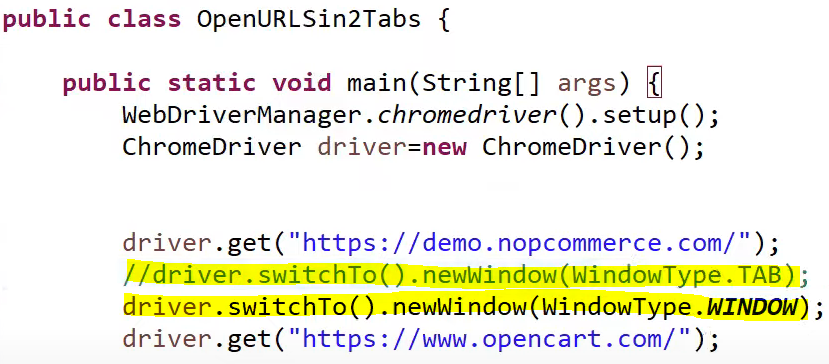 public class OpenURLSin2Tabs {
public static void main(String[] args) {
WebDriverManager.chromedriver().setup();
ChromeDriver driver=new ChromeDriver();
driver.get("https://demo.nopcommerce.com/");
//driver.switchTo().newWindow(WindowType.TAB);
driver.switchTo().newWindow(WindowType.WINDOW);
driver.get("https://www.opencart.com/");